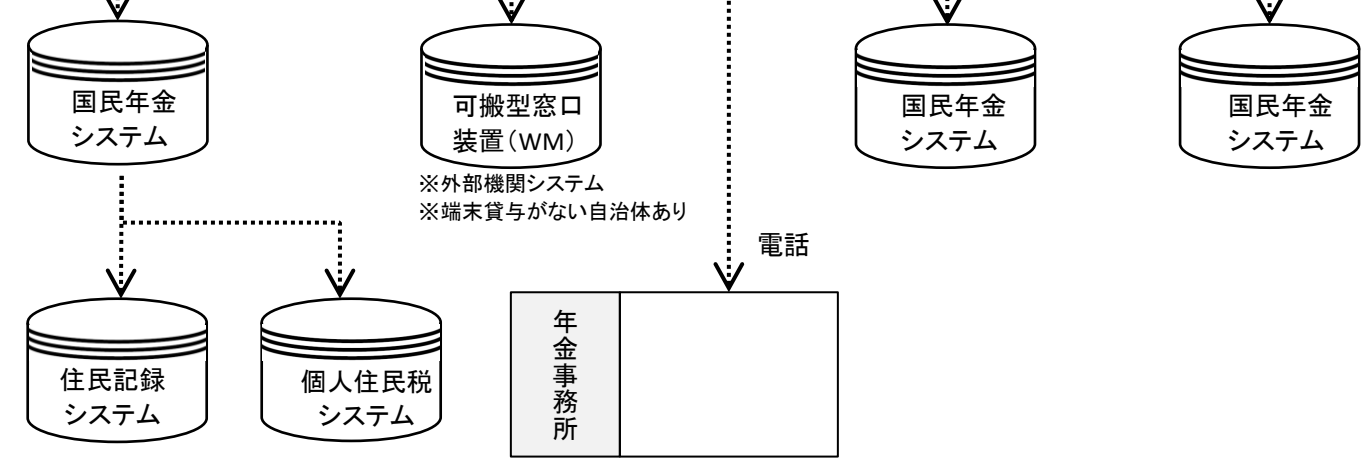 国民年金
システム
可搬型窓口
装置（WM）
※外部機関システム
※端末貸与がない自治体あり
国民年金
システム
国民年金
システム
電話
住民記録
システム
個人住民税
システム
年金事務所